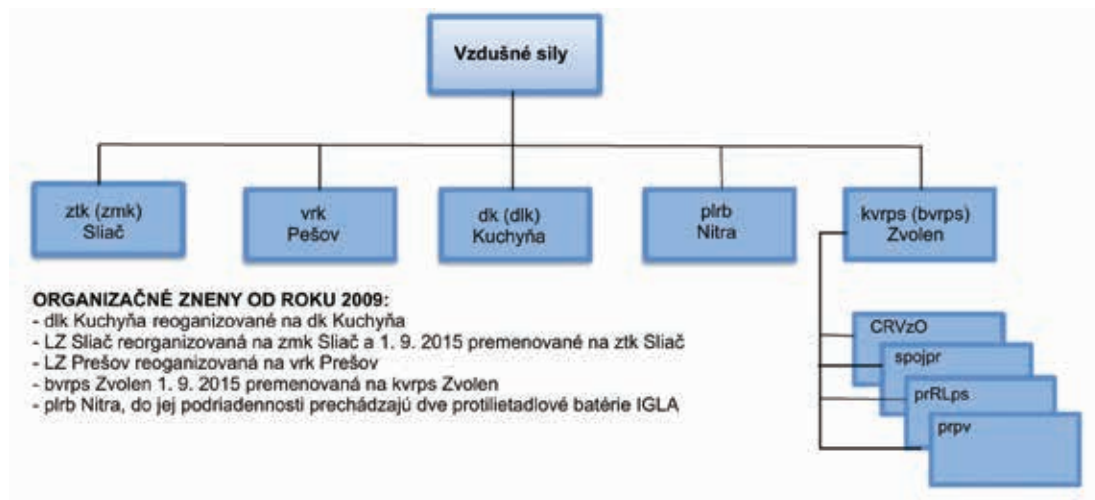 Vzdušné sily
ztk (zmk)
Sliač
vrk
Pešov
dk (dlk)
Kuchyňa
plrb
Nitra
kvrps (bvrps)
Zvolen
CRVzO
spojpr
prRLps
prpv
ORGANIZAČNÉ ZNENY OD ROKU 2009:
- dlk Kuchyňa reoganizované na dk Kuchyňa
- LZ Sliač reorganizovaná na zmk Sliač a 1. 9. 2015 premenované na ztk Sliač
- LZ Prešov reoganizovaná na vrk Prešov
- bvrps Zvolen 1. 9. 2015 premenovaná na kvrps Zvolen
- plrb Nitra, do jej podriadennosti prechádzajú dve protilietadlové batérie IGLA